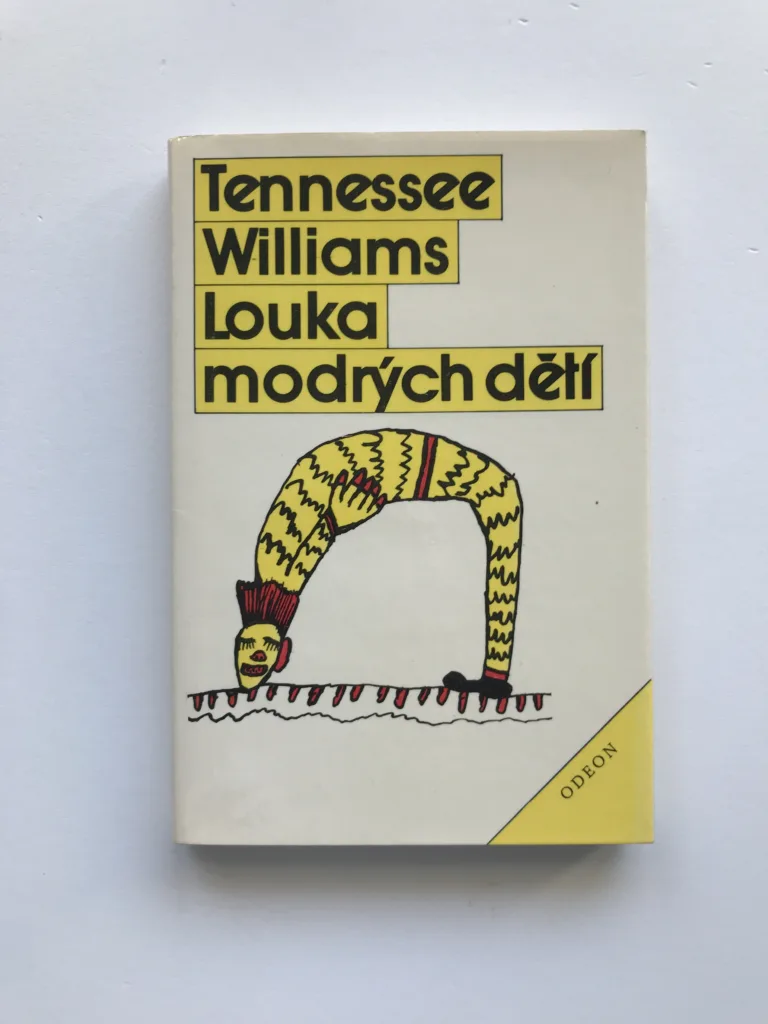 Tennessee
Williams
Louka
modrých dětí
ODEON